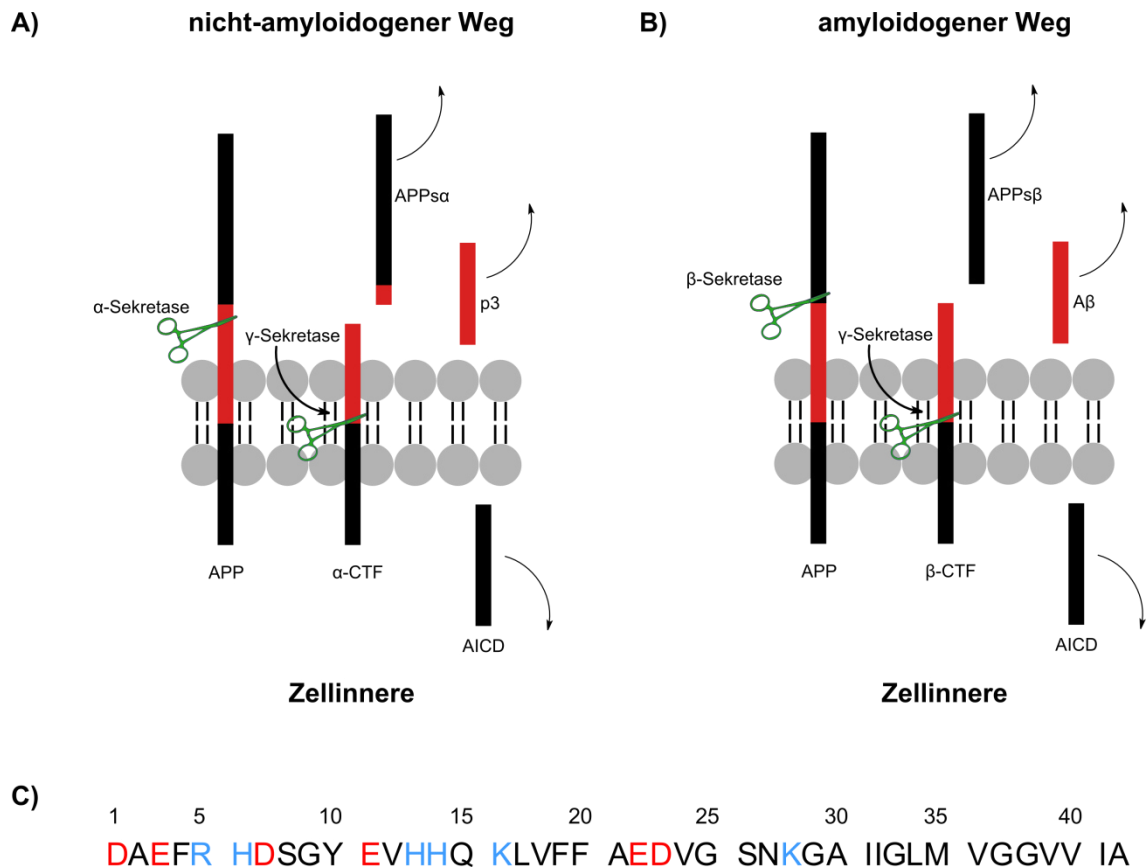 A)
nicht-amyloidogener Weg
APPsα
α-Sekretase
p3
γ-Sekretase
APP
α-CTF
AICD
Zellinnere
B)
amyloidogener Weg
APPsβ
β-Sekretase
Aβ
γ-Sekretase
APP
β-CTF
AICD
Zellinnere
C)
1 5 10 15 20 25 30 35 40
DAEFR HDSGY EVHHQ KLVFF AEDVG SNKGA IIGLM VGGVV IA